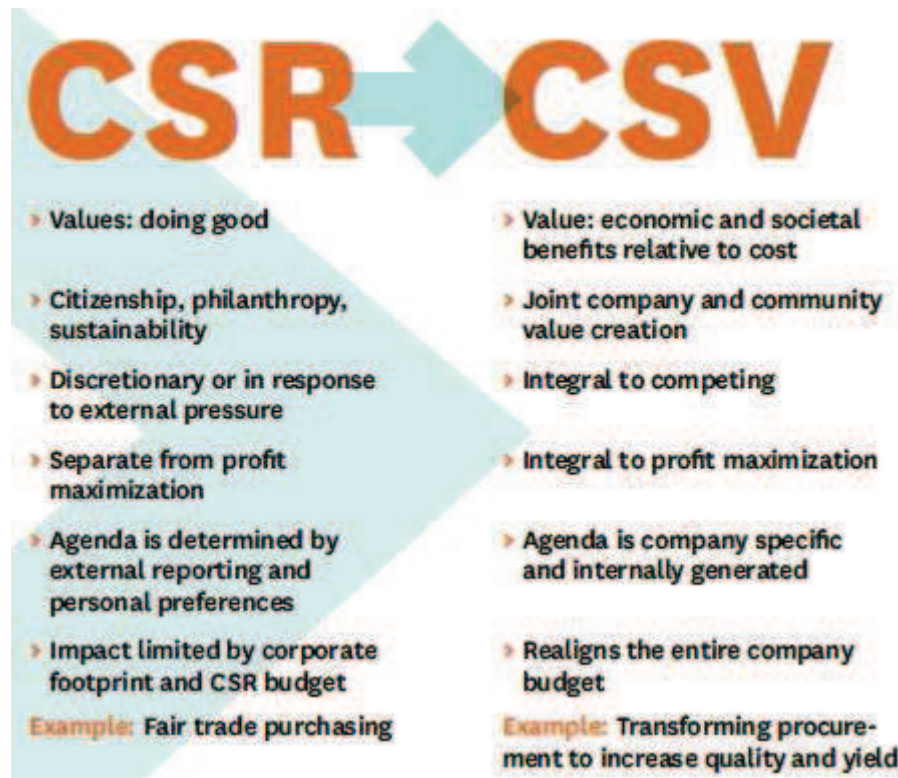 CSR
CSV
› Values: doing good
› Value: economic and societal
benefits relative to cost
› Citizenship, philanthropy,
sustainability
› Joint company and community
value creation
› Discretionary or in response
to external pressure
› Integral to competing
› Separate from profit
maximization
› Integral to profit maximization
› Agenda is determined by
external reporting and
personal preferences
› Agenda is company specific
and internally generated
› Impact limited by corporate
footprint and CSR budget
› Realigns the entire company
budget
Example: Fair trade purchasing
Example: Transforming procure-
ment to increase quality and yield